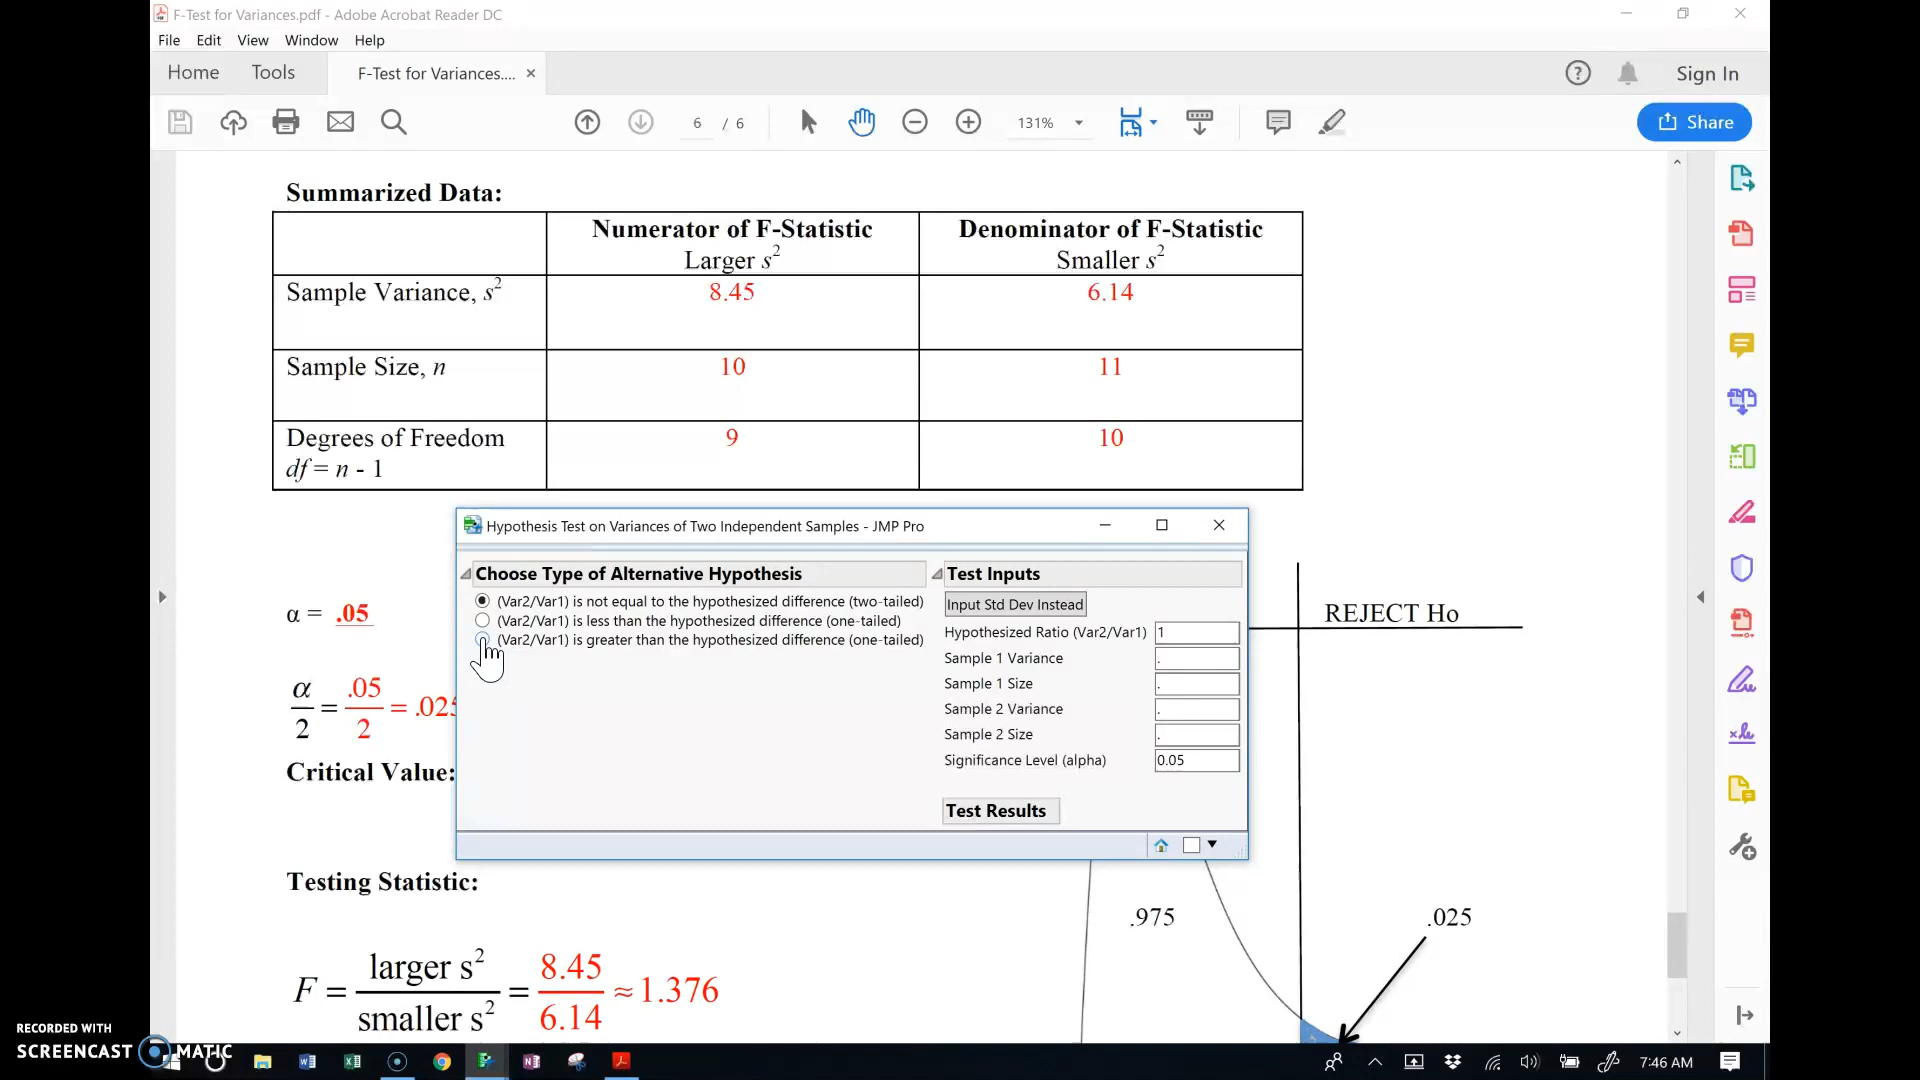 F-Test for Variances.pdf - Adobe Acrobat Reader DC
File Edit View Window Help
Home Tools F-Test for Variances.... × Sign In
6 / 6 131% Share
Summarized Data:
Numerator of F-Statistic Denominator of F-Statistic
Larger s² Smaller s²
Sample Variance, s² 8.45 6.14
Sample Size, n 10 11
Degrees of Freedom 9 10
df = n - 1
Hypothesis Test on Variances of Two Independent Samples - JMP Pro
Choose Type of Alternative Hypothesis
(Var2/Var1) is not equal to the hypothesized difference (two-tailed)
(Var2/Var1) is less than the hypothesized difference (one-tailed)
(Var2/Var1) is greater than the hypothesized difference (one-tailed)
Test Inputs
Input Std Dev Instead
Hypothesized Ratio (Var2/Var1) 1
Sample 1 Variance .
Sample 1 Size .
Sample 2 Variance .
Sample 2 Size .
Significance Level (alpha) 0.05
Test Results
α = .05
REJECT Ho
α/2 = .05/2 = .025
Critical Value:
Testing Statistic:
.975 .025
F = larger s²/smaller s² = 8.45/6.14 ≈ 1.376
RECORDED WITH
SCREENCAST MATIC
7:46 AM